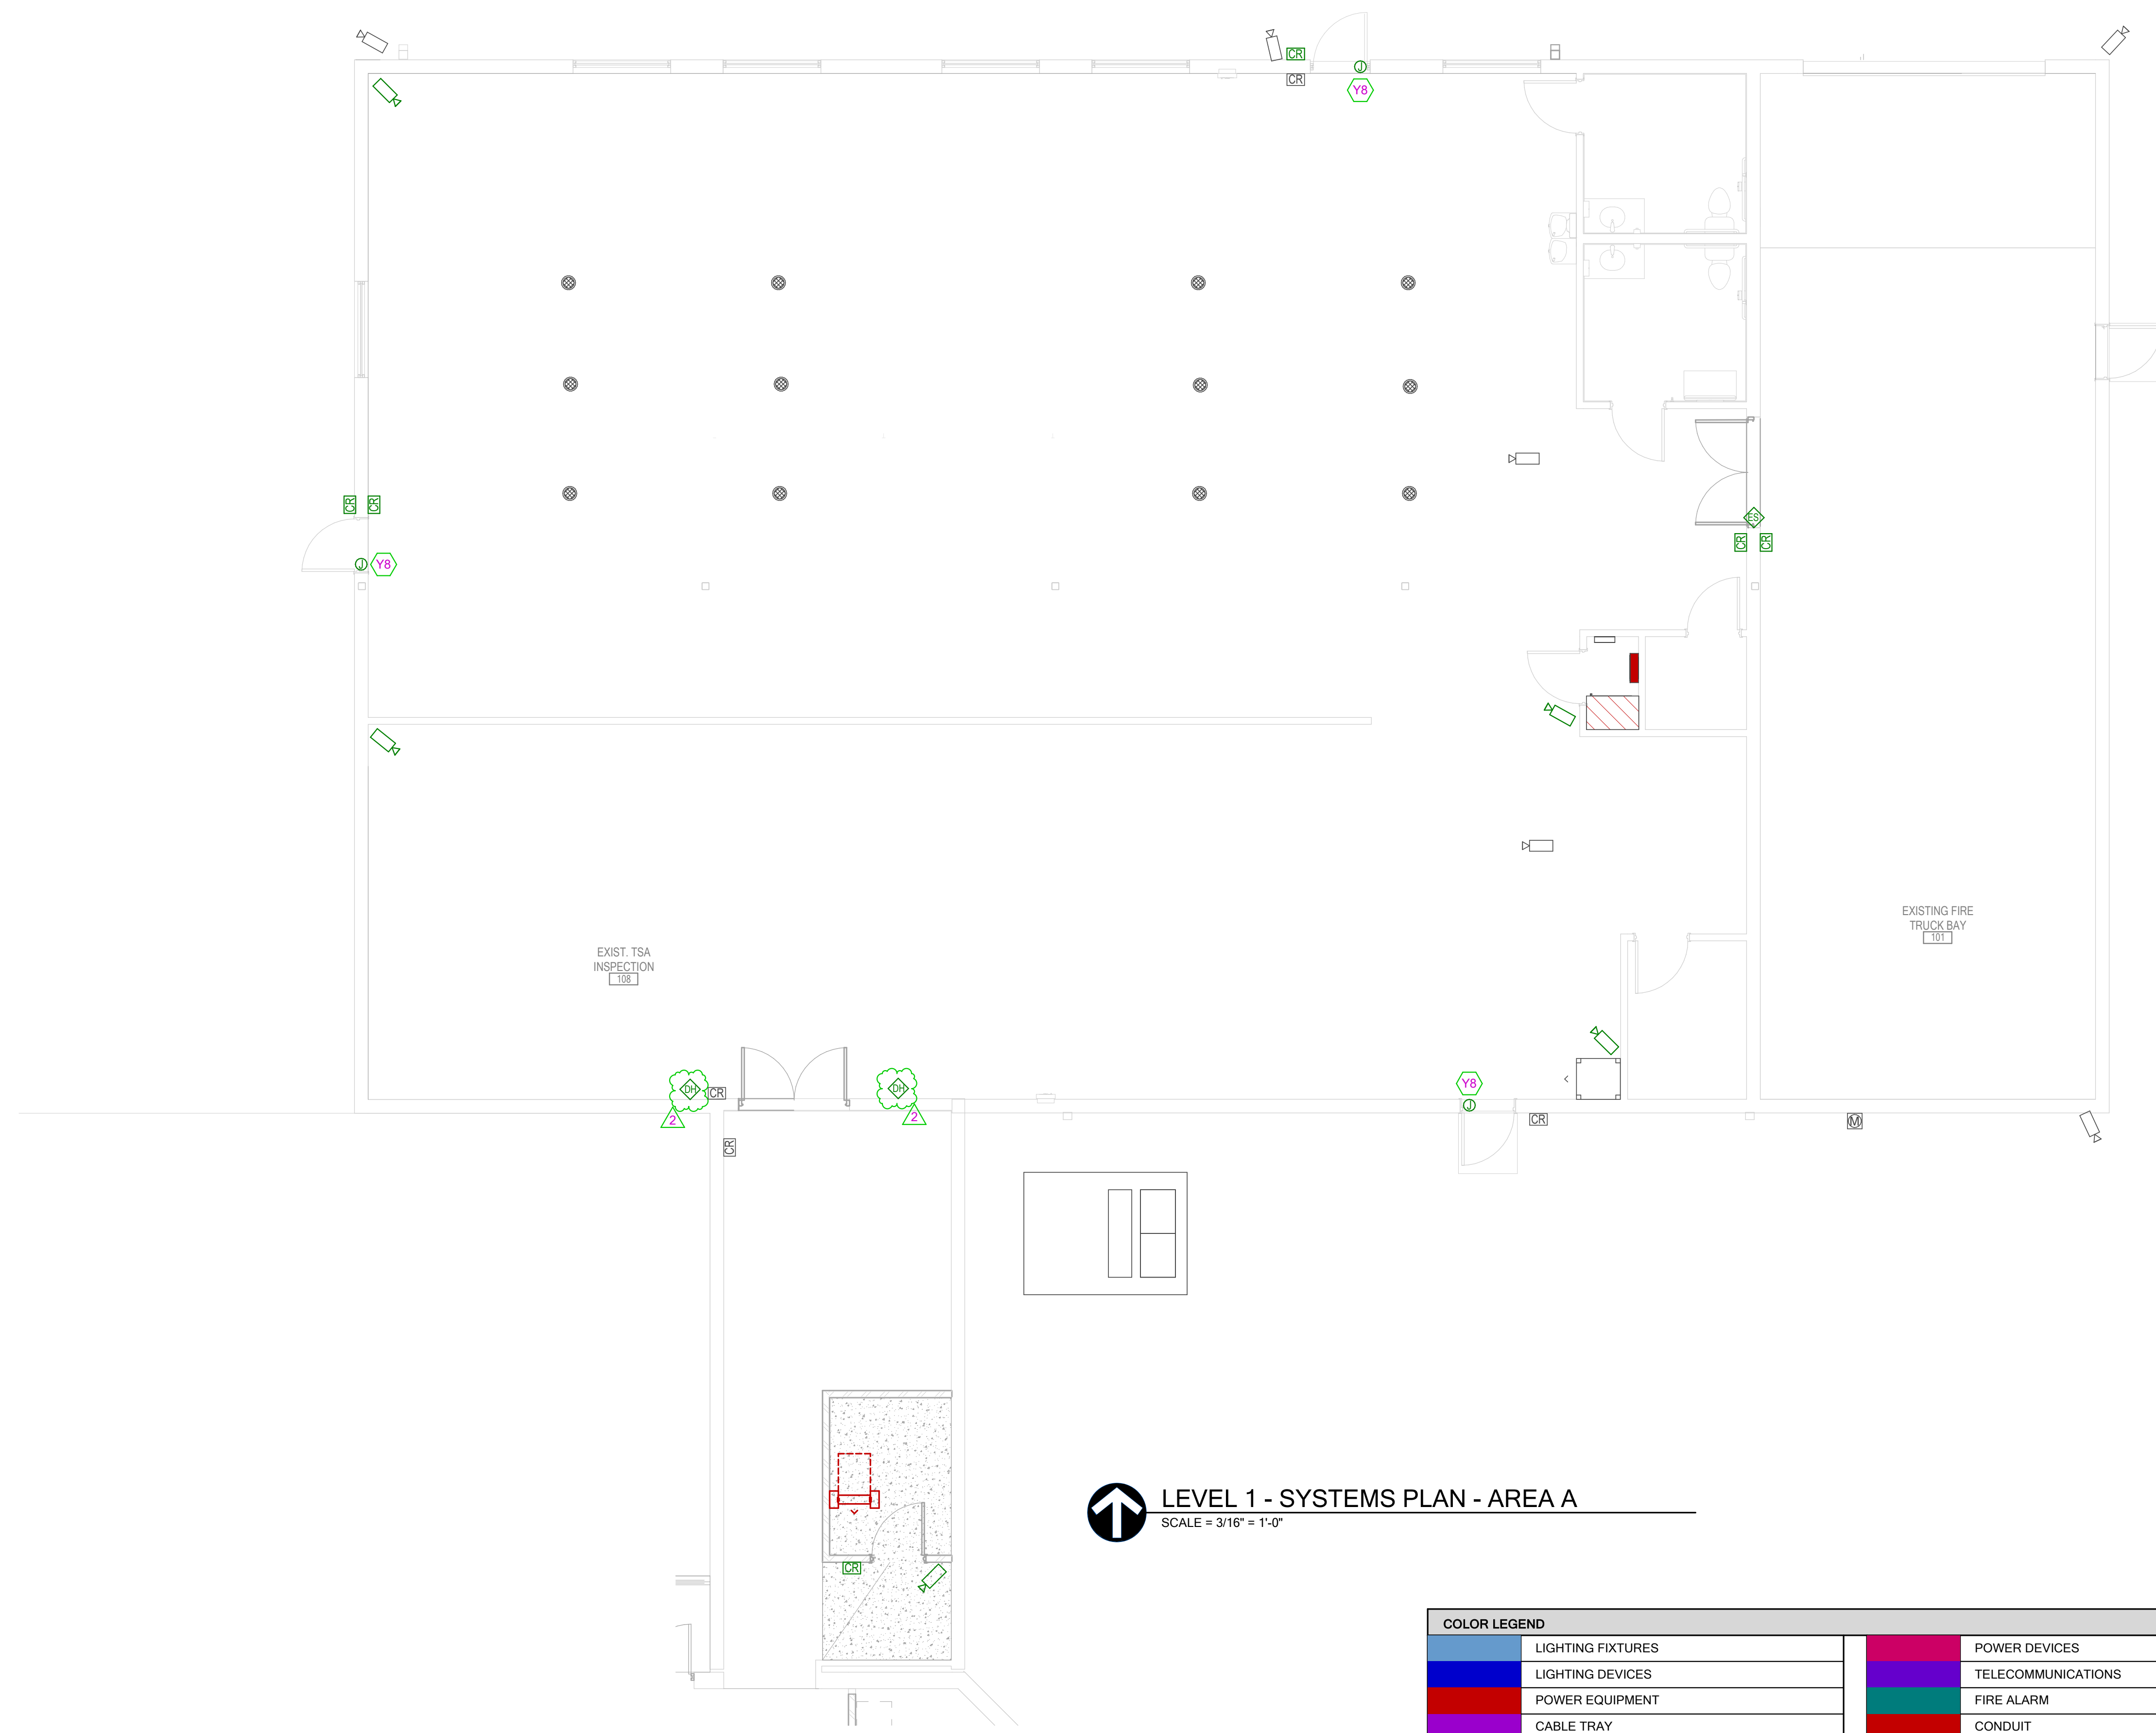 CR
CR
J
Y8
CR
CR
J
Y8
ES
CR
CR
EXISTING FIRE
TRUCK BAY
101
EXIST. TSA
INSPECTION
108
DH
CR
DH
2
2
CR
Y8
J
CR
M
CR
LEVEL 1 - SYSTEMS PLAN - AREA A
SCALE = 3/16" = 1'-0"
COLOR LEGEND
LIGHTING FIXTURES
POWER DEVICES
LIGHTING DEVICES
TELECOMMUNICATIONS
POWER EQUIPMENT
FIRE ALARM
CABLE TRAY
CONDUIT